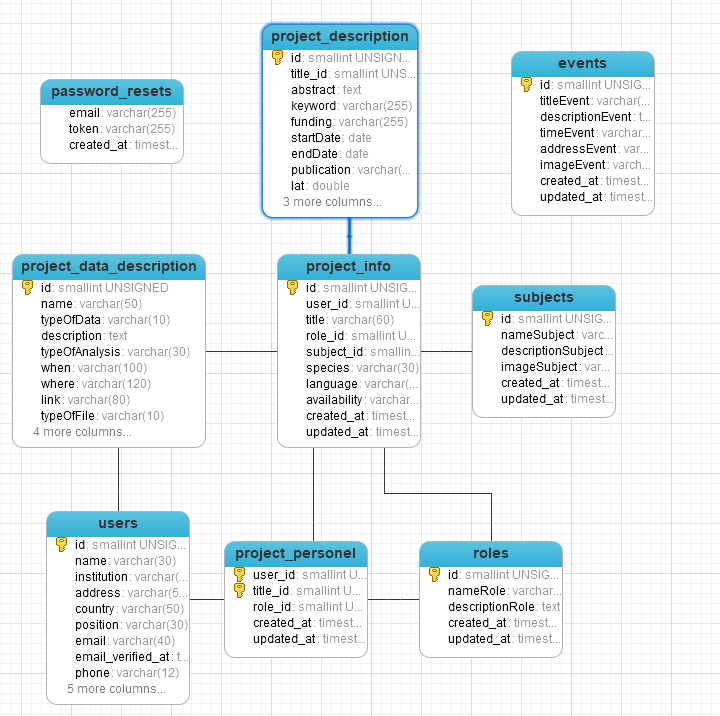 project_description
id: smallint UNSIGN...
title_id: smallint UNS...
abstract: text
keyword: varchar(255)
funding: varchar(255)
startDate: date
endDate: date
publication: varchar(...
lat: double
3 more columns...
events
id: smallint UNSIG...
titleEvent: varchar(...
descriptionEvent: t...
timeEvent: varchar...
addressEvent: var...
imageEvent: varch...
created_at: timest...
updated_at: timest...
password_resets
email: varchar(255)
token: varchar(255)
created_at: timest...
project_data_description
id: smallint UNSIGNED
name: varchar(50)
typeOfData: varchar(10)
description: text
typeOfAnalysis: varchar(30)
when: varchar(100)
where: varchar(120)
link: varchar(80)
typeOfFile: varchar(10)
4 more columns...
project_info
id: smallint UNSIG...
user_id: smallint U...
title: varchar(60)
role_id: smallint U...
subject_id: smallin...
species: varchar(30)
language: varchar(...
availability: varchar...
created_at: timest...
updated_at: timest...
subjects
id: smallint UNSIG...
nameSubject: varc...
descriptionSubject...
imageSubject: var...
created_at: timest...
updated_at: timest...
users
id: smallint UNSIG...
name: varchar(30)
institution: varchar(...
address: varchar(5...
country: varchar(50)
position: varchar(30)
email: varchar(40)
email_verified_at: t...
phone: varchar(12)
5 more columns...
project_personel
user_id: smallint U...
title_id: smallint U...
role_id: smallint U...
created_at: timest...
updated_at: timest...
roles
id: smallint UNSIG...
nameRole: varchar...
descriptionRole: text
created_at: timest...
updated_at: timest...